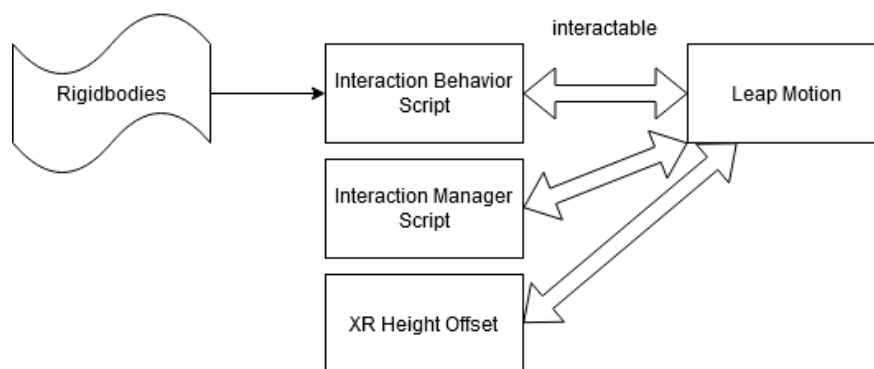 interactable
Rigidbodies
Interaction Behavior
Script
Leap Motion
Interaction Manager
Script
XR Height Offset